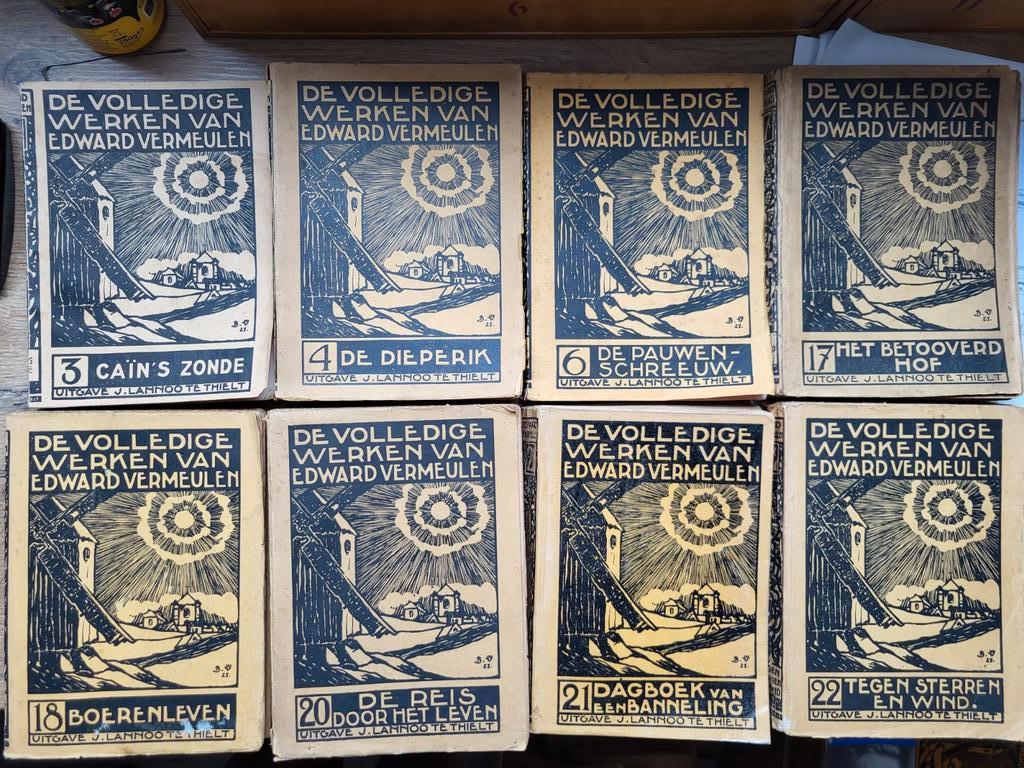 DE VOLLEDIGE
WERKEN VAN
EDWARD VERMEULEN
B.V
3 CAÏN'S ZONDE
UITGAVE J. LANNOO TE THIELT
DE VOLLEDIGE
WERKEN VAN
EDWARD VERMEULEN
B.V
4 DE DIEPERIK
UITGAVE J. LANNOO TE THIELT
DE VOLLEDIGE
WERKEN VAN
EDWARD VERMEULEN
B.V
6 DE PAUWEN-
SCHREEUW.
UITGAVE J. LANNOO TE THIELT
DE VOLLEDIGE
WERKEN VAN
EDWARD VERMEULEN
B.V
17 HET BETOOVERD
HOF
UITGAVE J. LANNOO TE THIELT
DE VOLLEDIGE
WERKEN VAN
EDWARD VERMEULEN
B.V
18 BOERENLEVEN
UITGAVE J. LANNOO TE THIELT
DE VOLLEDIGE
WERKEN VAN
EDWARD VERMEULEN
B.V
20 DE REIS
DOOR HET LEVEN
UITGAVE J. LANNOO TE THIELT
DE VOLLEDIGE
WERKEN VAN
EDWARD VERMEULEN
B.V
21 DAGBOEK VAN
EEN BANNELING
UITGAVE J. LANNOO TE THIELT
DE VOLLEDIGE
WERKEN VAN
EDWARD VERMEULEN
B.V
22 TEGEN STERREN
EN WIND.
UITGAVE J. LANNOO TE THIELT